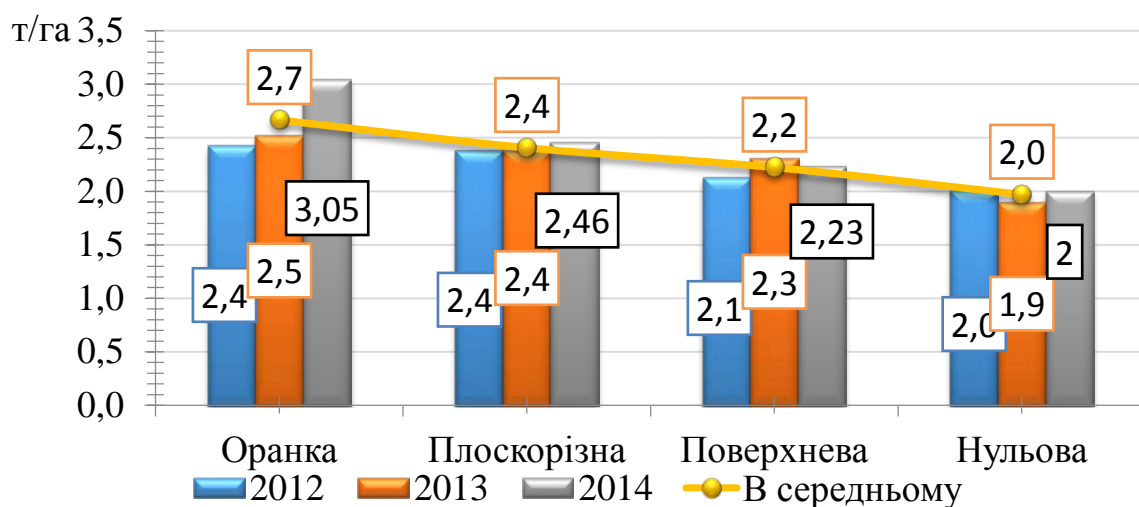 т/га 3,5
3,0
2,5
2,0
1,5
1,0
0,5
0,0
2,7 2,4 2,2 2,0
3,05 2,46 2,23 2
2,5 2,4 2,3 1,9
2,4 2,4 2,1 2,0
Оранка Плоскорізна Поверхнева Нульова
2012 2013 2014 В середньому